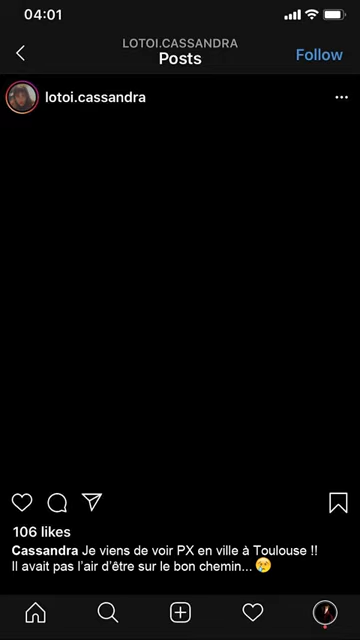 04:01
LOTOI.CASSANDRA
Posts
Follow
lotoi.cassandra
106 likes
Cassandra Je viens de voir PX en ville à Toulouse !!
Il avait pas l'air d'être sur le bon chemin... 😢